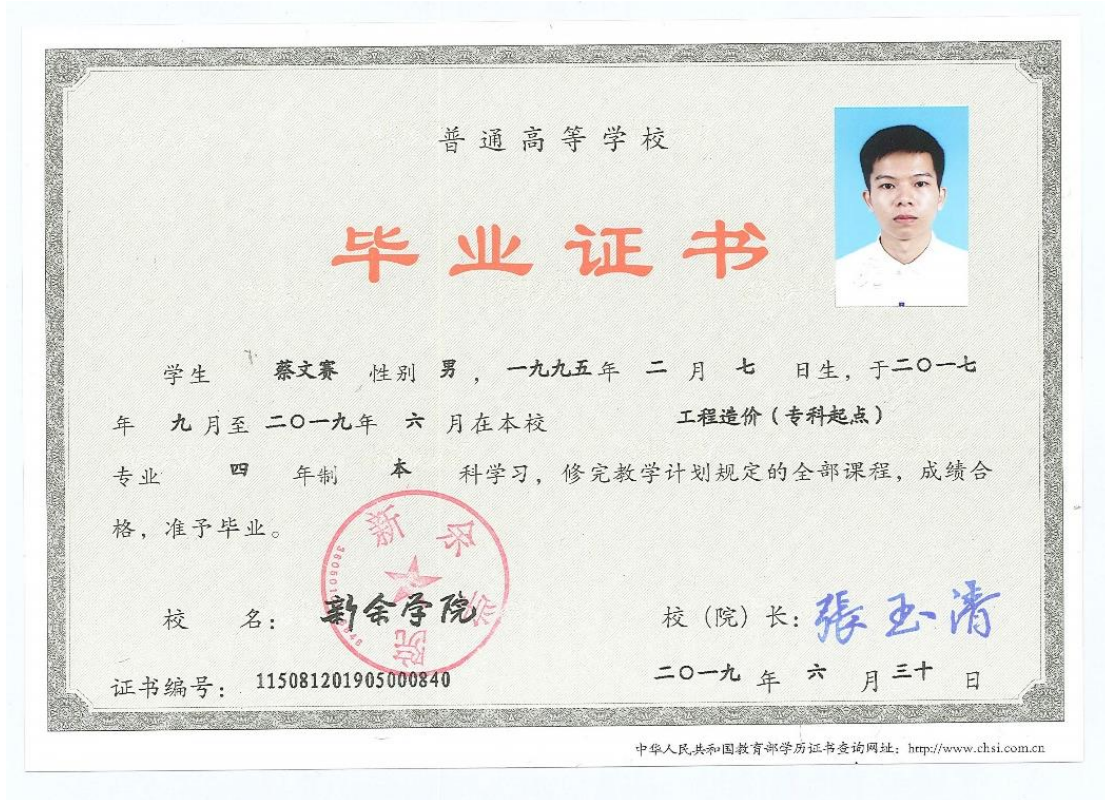 普通高等学校
毕业证书
学生 蔡文赛 性别 男 ，一九九五年 二 月 七 日生，于二〇一七
年 九 月至 二〇一九年 六 月在本校 工程造价（专科起点）
专业 四 年制 本 科学习，修完教学计划规定的全部课程，成绩合
格，准予毕业。
新余学院
校 名： 新余学院
校（院）长：張玉清
证书编号： 115081201905000840
二〇一九 年 六 月 三十 日
中华人民共和国教育部学历证书查询网址：http://www.chsi.com.cn